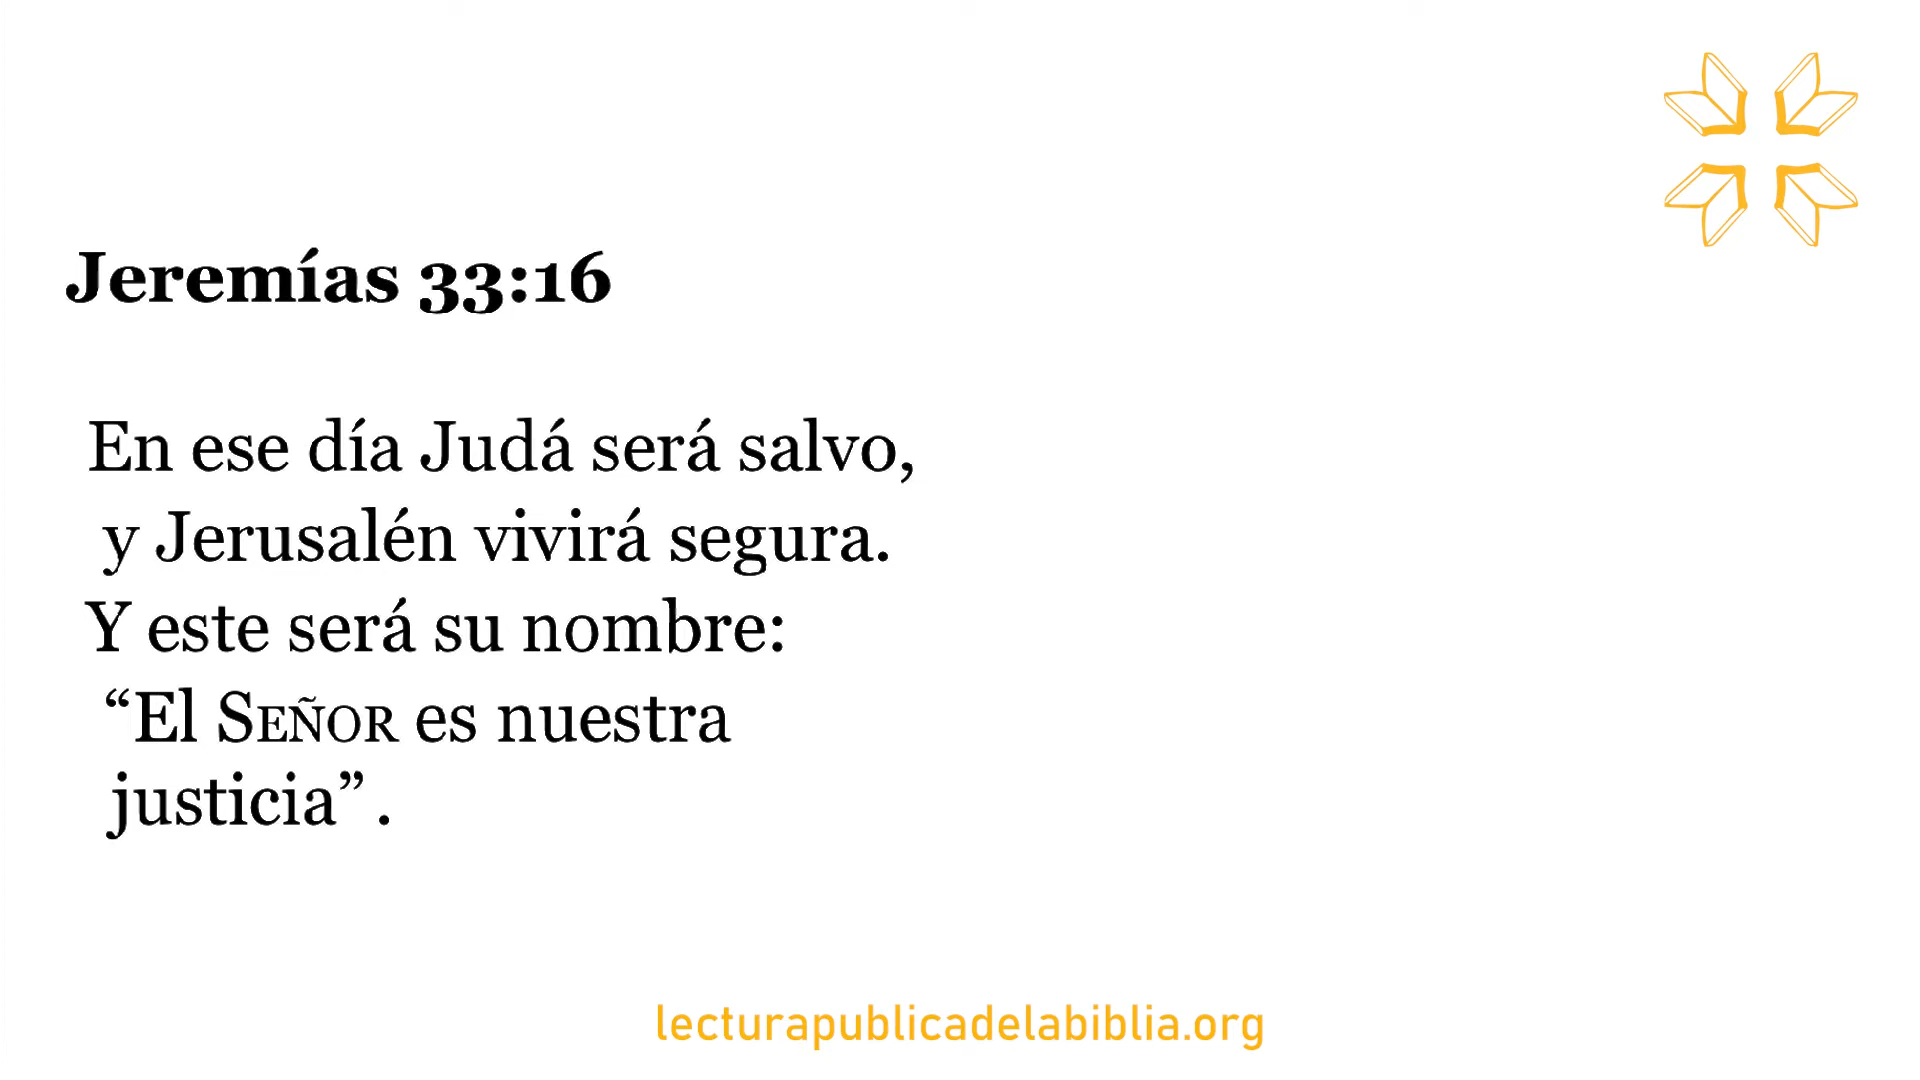 Jeremías 33:16
En ese día Judá será salvo,
y Jerusalén vivirá segura.
Y este será su nombre:
“El SEÑOR es nuestra
justicia” .
lecturapublicadelabiblia.org